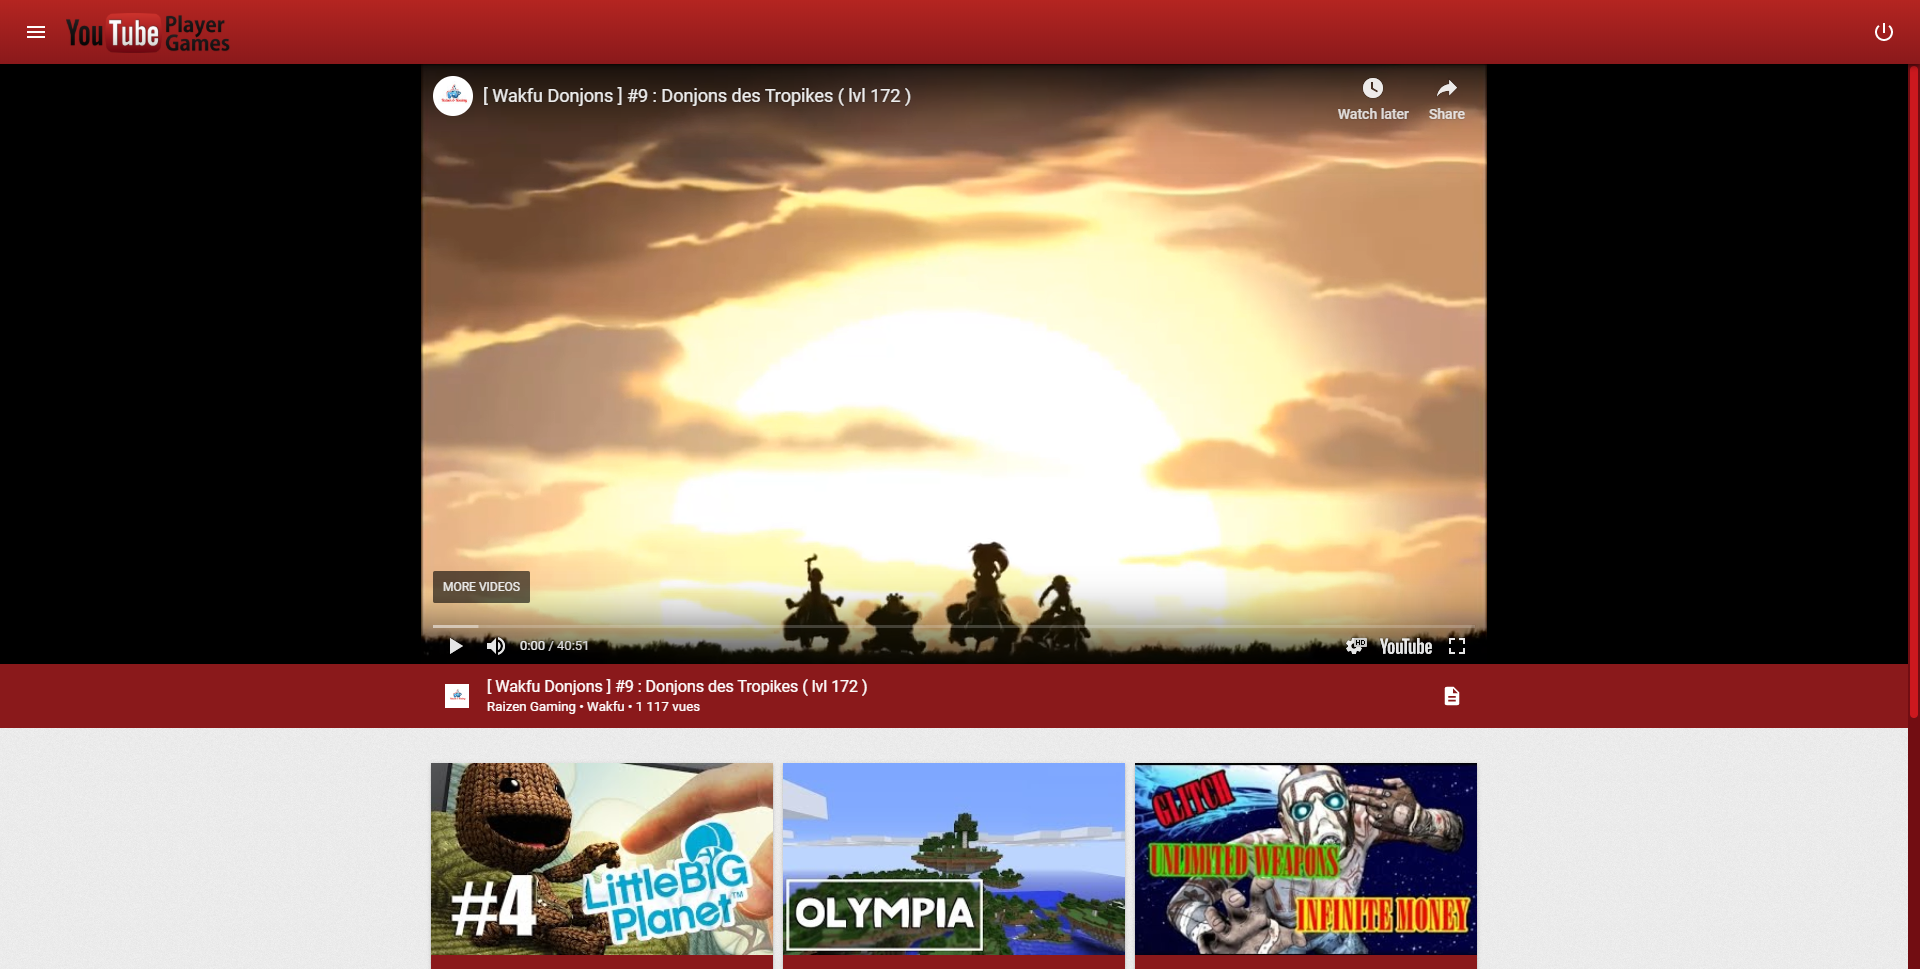 YouTube Player Games
[ Wakfu Donjons ] #9 : Donjons des Tropikes ( lvl 172 )
Watch later
Share
MORE VIDEOS
0:00 / 40:51
HD
YouTube
[ Wakfu Donjons ] #9 : Donjons des Tropikes ( lvl 172 )
Raizen Gaming • Wakfu • 1 117 vues
#4
LittleBIG Planet™
OLYMPIA
GLITCH
UNLIMITED WEAPONS
INFINITE MONEY